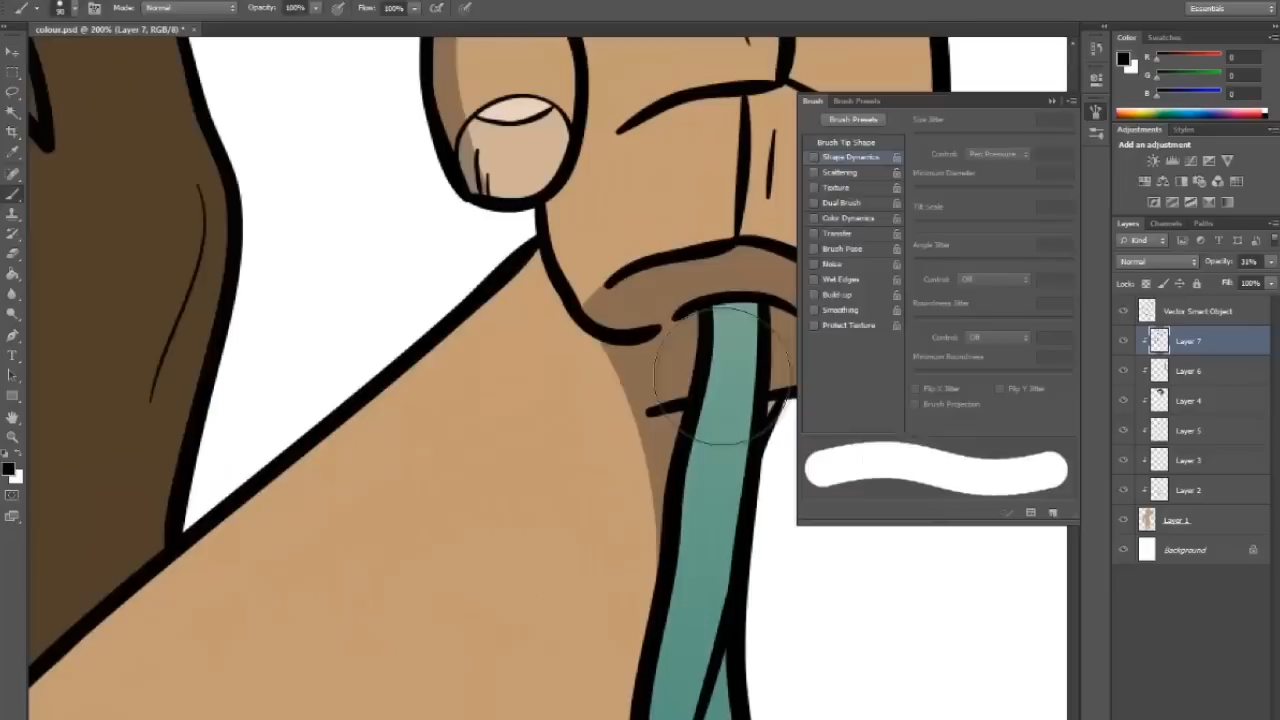 Mode: Normal Opacity: 100% Flow: 100% Essentials
colour.psd @ 200% (Layer 7, RGB/8) * ×
Color Swatches
R 0
G 0
B 0
Adjustments Styles
Add an adjustment
Layers Channels Paths
Kind
Normal Opacity: 31%
Lock: Fill: 100%
Vector Smart Object
Layer 7
Layer 6
Layer 4
Layer 5
Layer 3
Layer 2
Layer 1
Background
Brush Brush Presets
Brush Presets
Brush Tip Shape
Shape Dynamics
Scattering
Texture
Dual Brush
Color Dynamics
Transfer
Brush Pose
Noise
Wet Edges
Build-up
Smoothing
Protect Texture
Size Jitter
Control: Pen Pressure
Minimum Diameter
Tilt Scale
Angle Jitter
Control: Off
Roundness Jitter
Control: Off
Minimum Roundness
Flip X Jitter Flip Y Jitter
Brush Projection